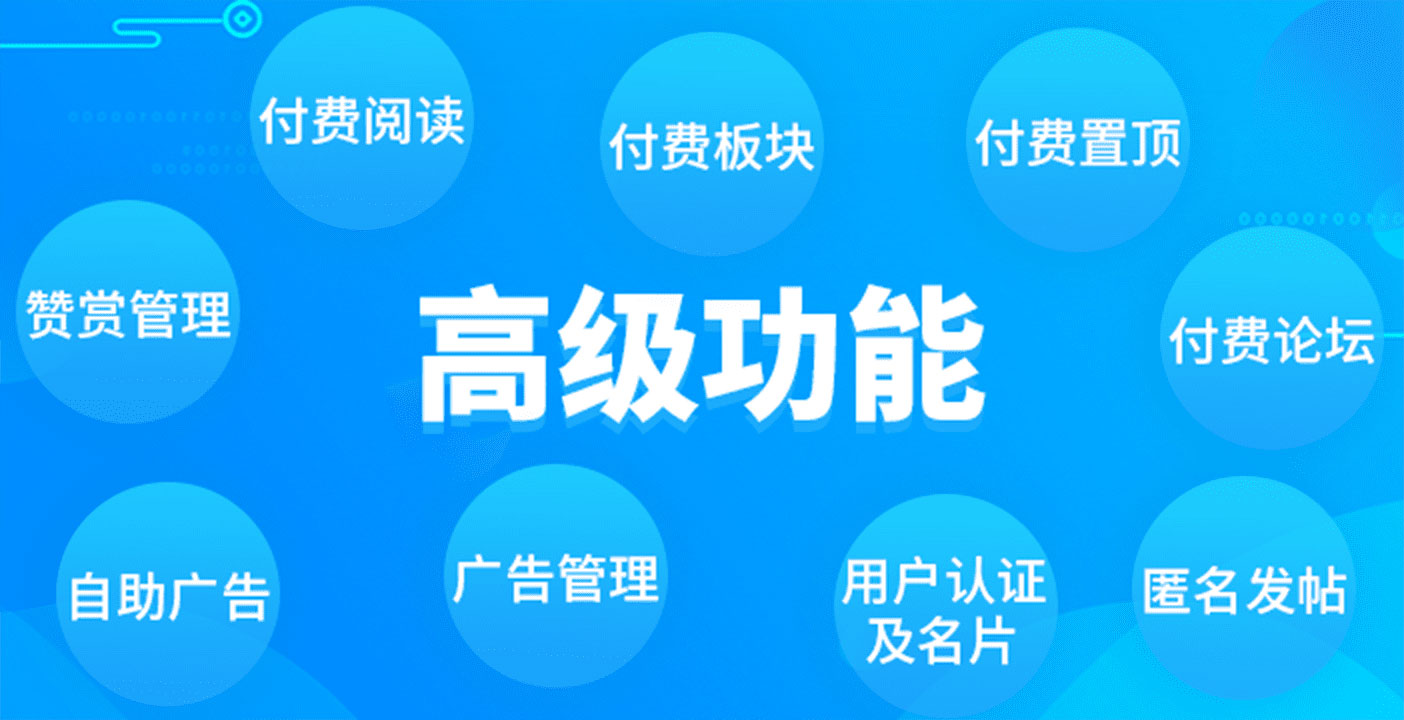 付费阅读
付费板块
付费置顶
赞赏管理
付费论坛
高级功能
自助广告
广告管理
用户认证
及名片
匿名发帖